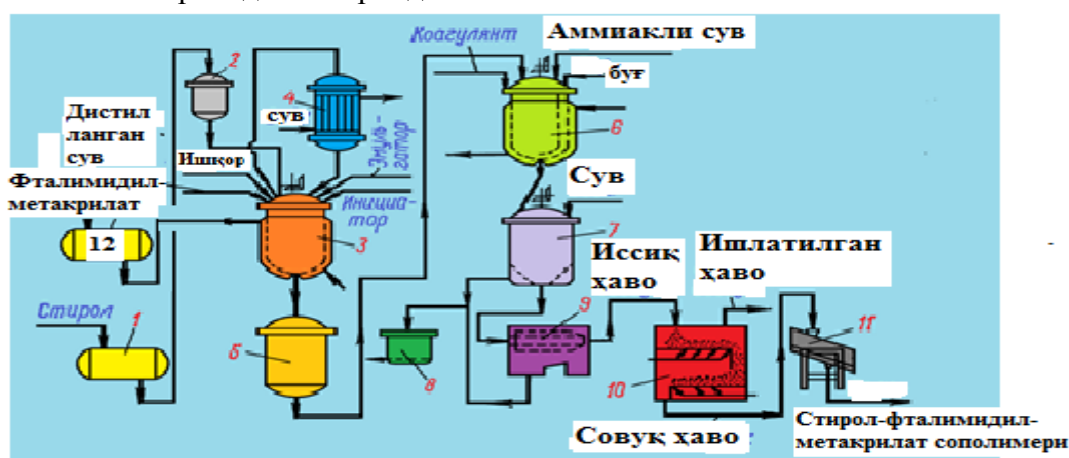 Коагулянт
Аммиакли сув
буғ
2
4
сув
Дистил
ланган
сув
Ишқор
Эмуль-
гатор
Фталимидил-
метакрилат
Инициа-
тор
3
12
6
Сув
7
Иссиқ
ҳаво
Ишлатилган
ҳаво
Стирол
1
5
8
9
10
11
Совуқ ҳаво
Стирол-фталимидил-
метакрилат сополимери